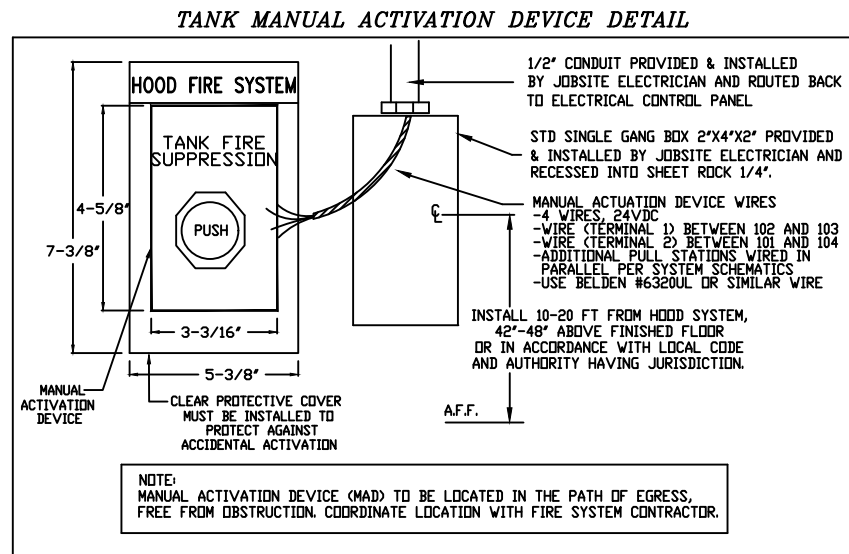 TANK MANUAL ACTIVATION DEVICE DETAIL
HOOD FIRE SYSTEM
TANK FIRE
SUPPRESSION
PUSH
4-5/8"
7-3/8"
3-3/16"
5-3/8"
MANUAL
ACTIVATION
DEVICE
CLEAR PROTECTIVE COVER
MUST BE INSTALLED TO
PROTECT AGAINST
ACCIDENTAL ACTIVATION
1/2" CONDUIT PROVIDED & INSTALLED
BY JOBSITE ELECTRICIAN AND ROUTED BACK
TO ELECTRICAL CONTROL PANEL
STD SINGLE GANG BOX 2"X4"X2" PROVIDED
& INSTALLED BY JOBSITE ELECTRICIAN AND
RECESSED INTO SHEET ROCK 1/4".
MANUAL ACTUATION DEVICE WIRES
-4 WIRES, 24VDC
-WIRE (TERMINAL 1) BETWEEN 102 AND 103
-WIRE (TERMINAL 2) BETWEEN 101 AND 104
-ADDITIONAL PULL STATIONS WIRED IN
PARALLEL PER SYSTEM SCHEMATICS
-USE BELDEN #6320UL OR SIMILAR WIRE
℄
INSTALL 10-20 FT FROM HOOD SYSTEM,
42"-48" ABOVE FINISHED FLOOR
OR IN ACCORDANCE WITH LOCAL CODE
AND AUTHORITY HAVING JURISDICTION.
A.F.F.
NOTE:
MANUAL ACTIVATION DEVICE (MAD) TO BE LOCATED IN THE PATH OF EGRESS,
FREE FROM OBSTRUCTION. COORDINATE LOCATION WITH FIRE SYSTEM CONTRACTOR.